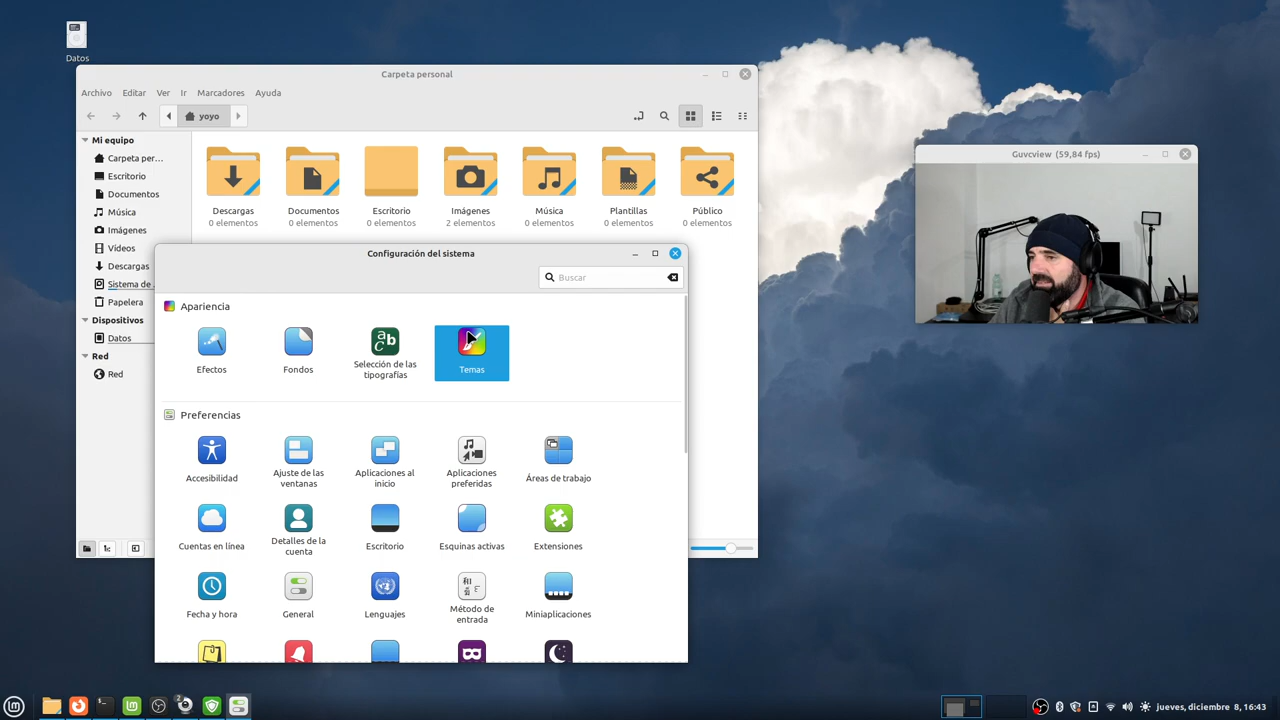 Datos
Carpeta personal
Archivo Editar Ver Ir Marcadores Ayuda
yoyo
Mi equipo
Carpeta per...
Escritorio
Documentos
Música
Imágenes
Vídeos
Descargas
Sistema de ...
Papelera
Dispositivos
Datos
Red
Red
Descargas Documentos Escritorio Imágenes Música Plantillas Público
0 elementos 0 elementos 0 elementos 2 elementos 0 elementos 0 elementos 0 elementos
Guvcview (59,84 fps)
Configuración del sistema
Buscar
Apariencia
Efectos
Fondos
Selección de las
tipografías
Temas
Preferencias
Accesibilidad
Ajuste de las
ventanas
Aplicaciones al
inicio
Aplicaciones
preferidas
Áreas de trabajo
Cuentas en línea
Detalles de la
cuenta
Escritorio
Esquinas activas
Extensiones
Fecha y hora
General
Lenguajes
Método de
entrada
Miniaplicaciones
2
jueves, diciembre 8, 16:43